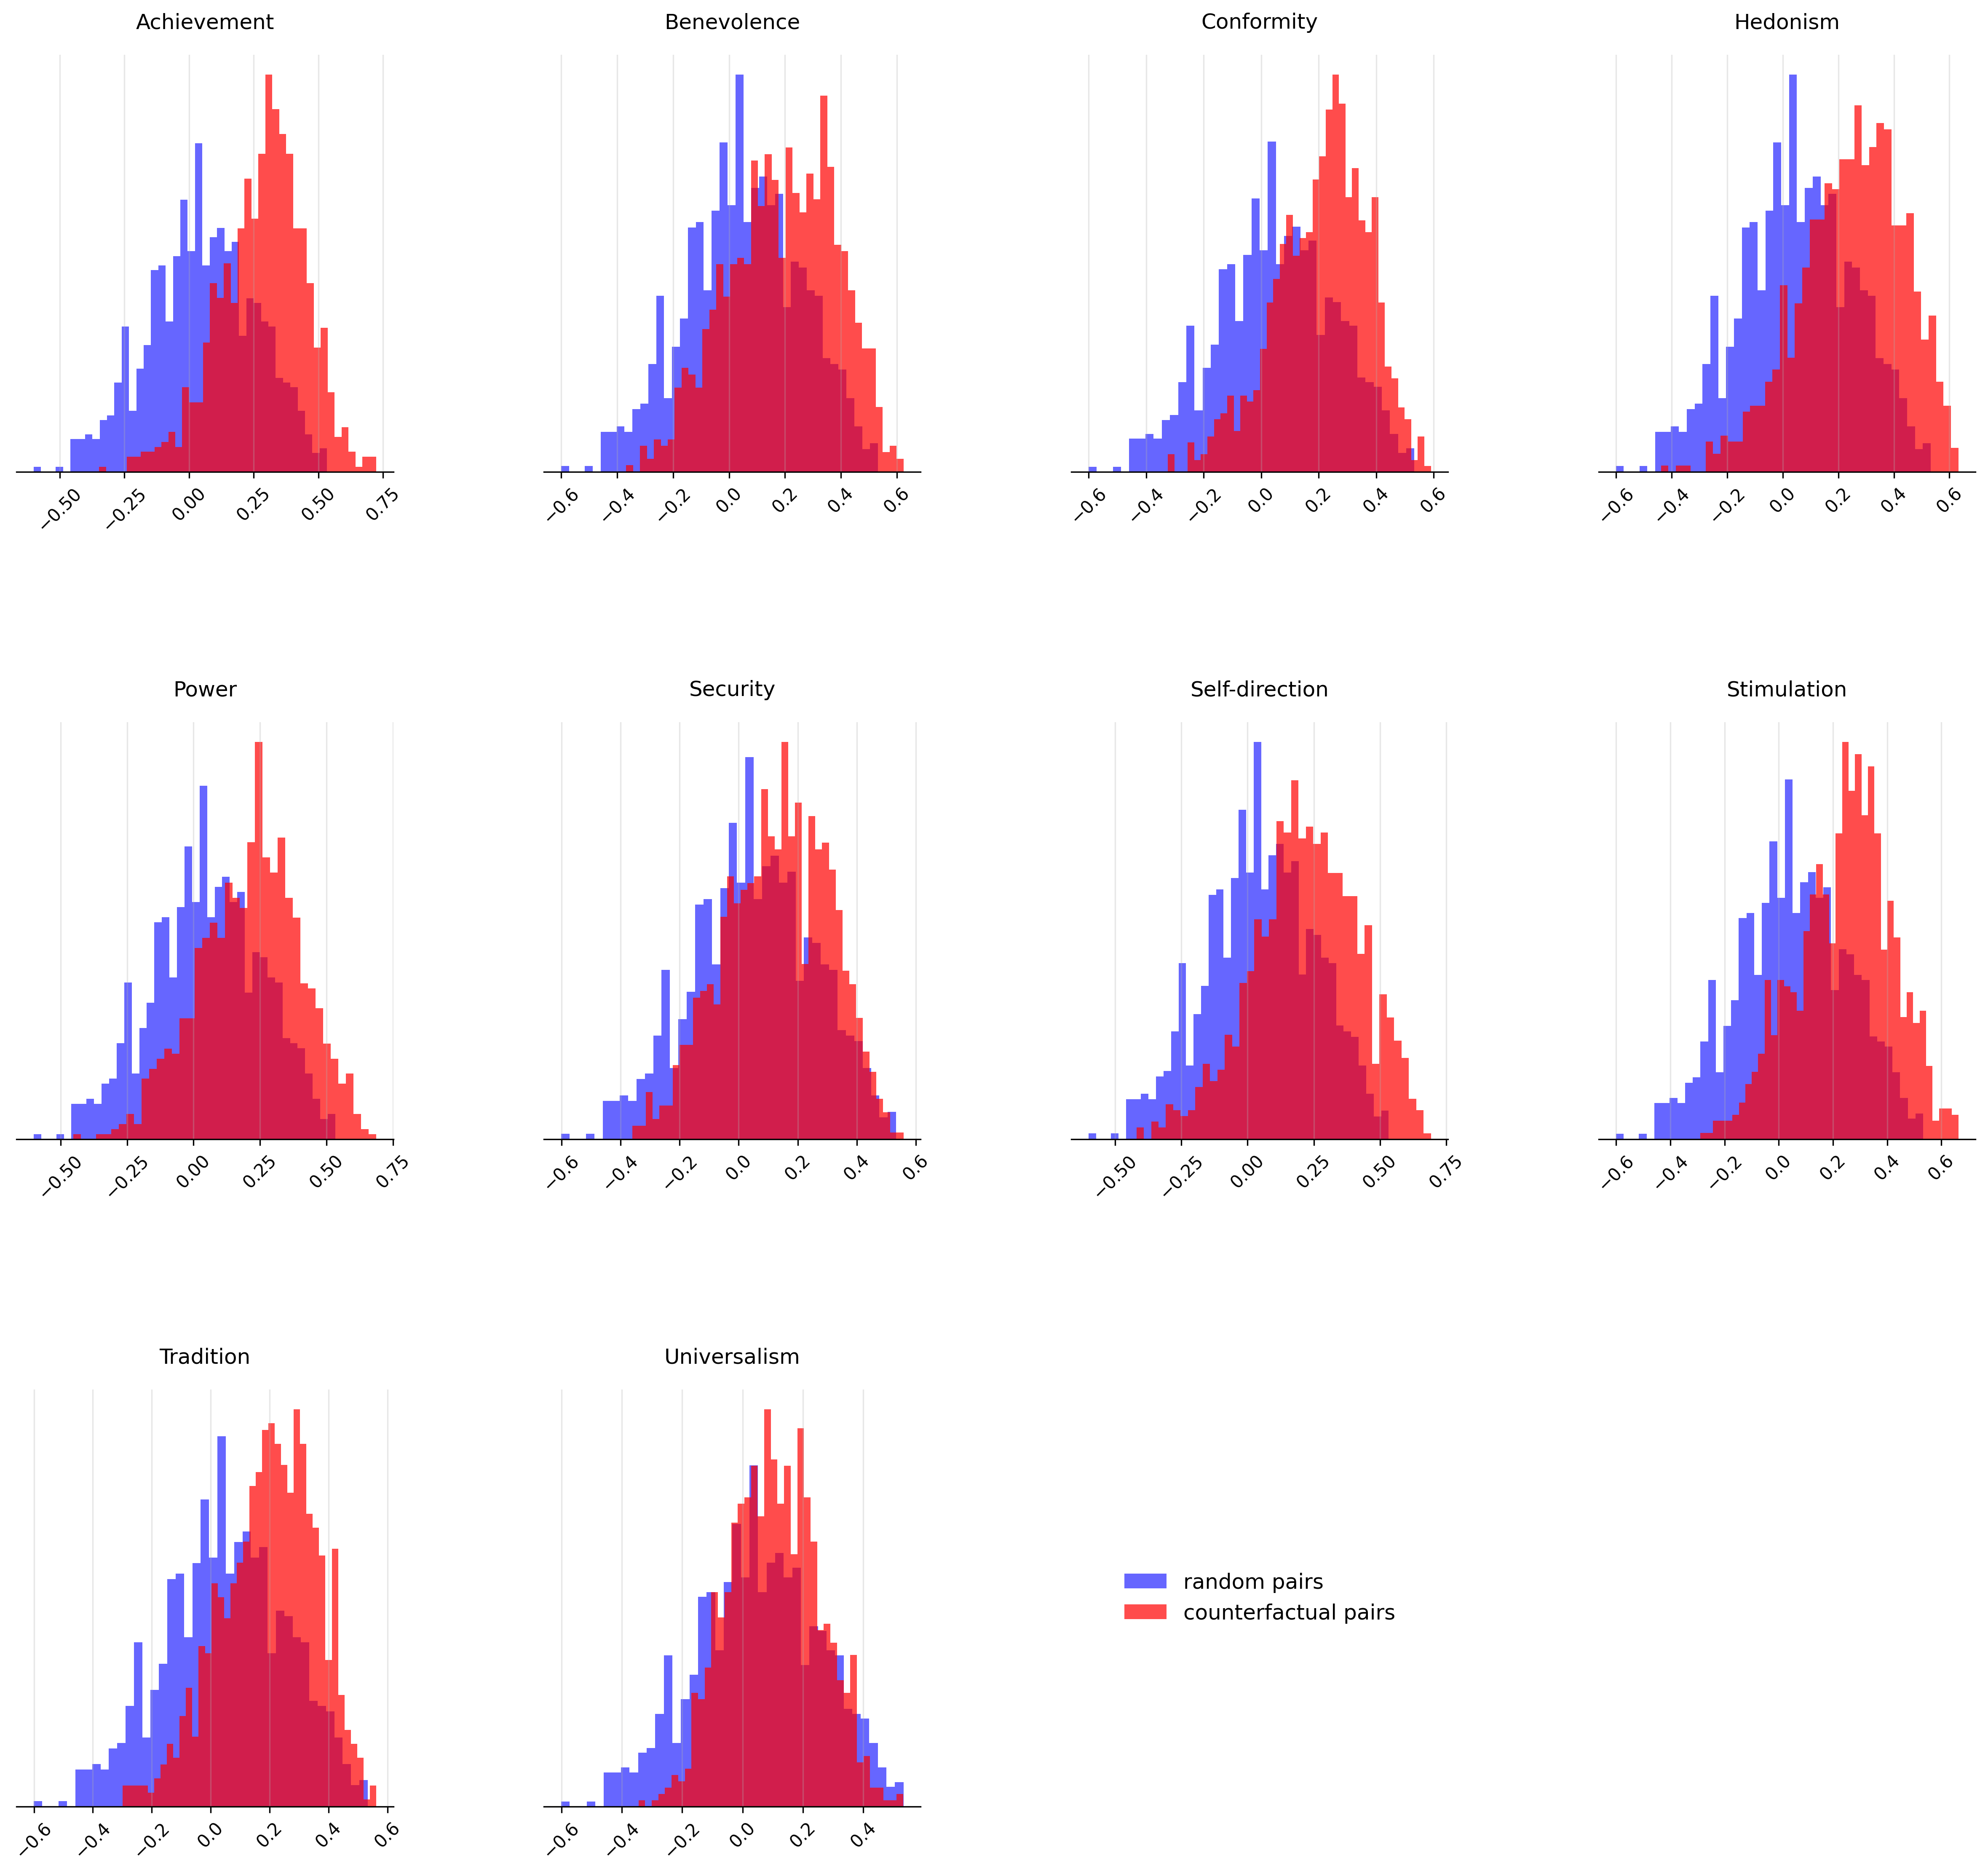 Achievement Benevolence Conformity Hedonism
−0.50 −0.25 0.00 0.25 0.50 0.75 −0.6 −0.4 −0.2 0.0 0.2 0.4 0.6 −0.6 −0.4 −0.2 0.0 0.2 0.4 0.6 −0.6 −0.4 −0.2 0.0 0.2 0.4 0.6
Power Security Self-direction Stimulation
−0.50 −0.25 0.00 0.25 0.50 0.75 −0.6 −0.4 −0.2 0.0 0.2 0.4 0.6 −0.50 −0.25 0.00 0.25 0.50 0.75 −0.6 −0.4 −0.2 0.0 0.2 0.4 0.6
Tradition Universalism
random pairs
counterfactual pairs
−0.6 −0.4 −0.2 0.0 0.2 0.4 0.6 −0.6 −0.4 −0.2 0.0 0.2 0.4